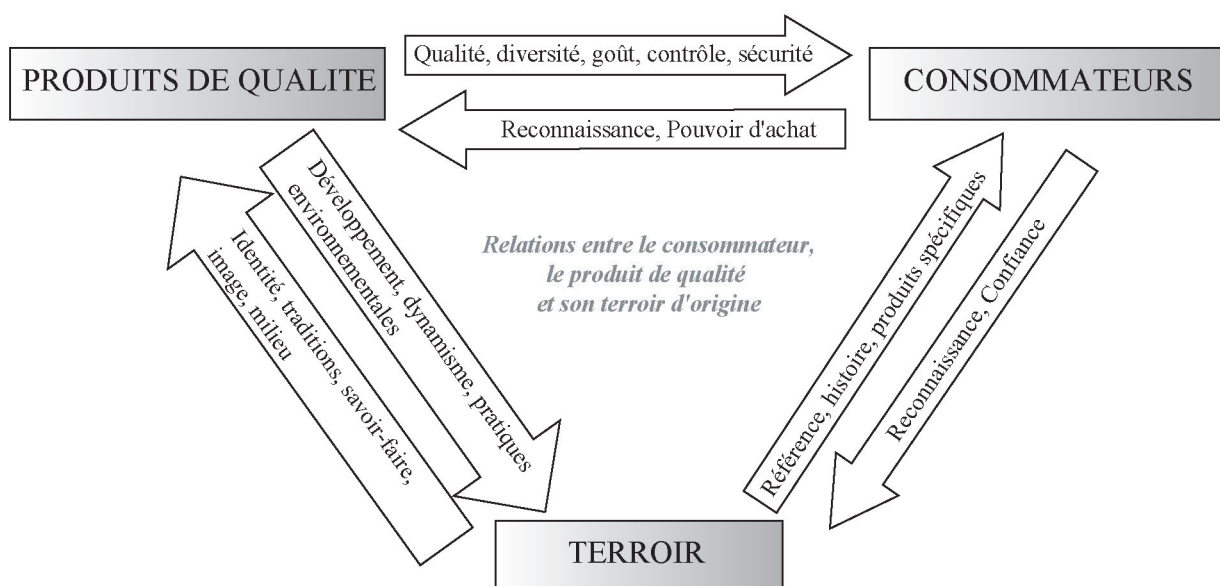 PRODUITS DE QUALITE
Qualité, diversité, goût, contrôle, sécurité
CONSOMMATEURS
Reconnaissance, Pouvoir d'achat
Développement, dynamisme, pratiques
environnementales
Identité, traditions, savoir-faire,
image, milieu
Relations entre le consommateur,
le produit de qualité
et son terroir d'origine
Référence, histoire, produits spécifiques
Reconnaissance, Confiance
TERROIR